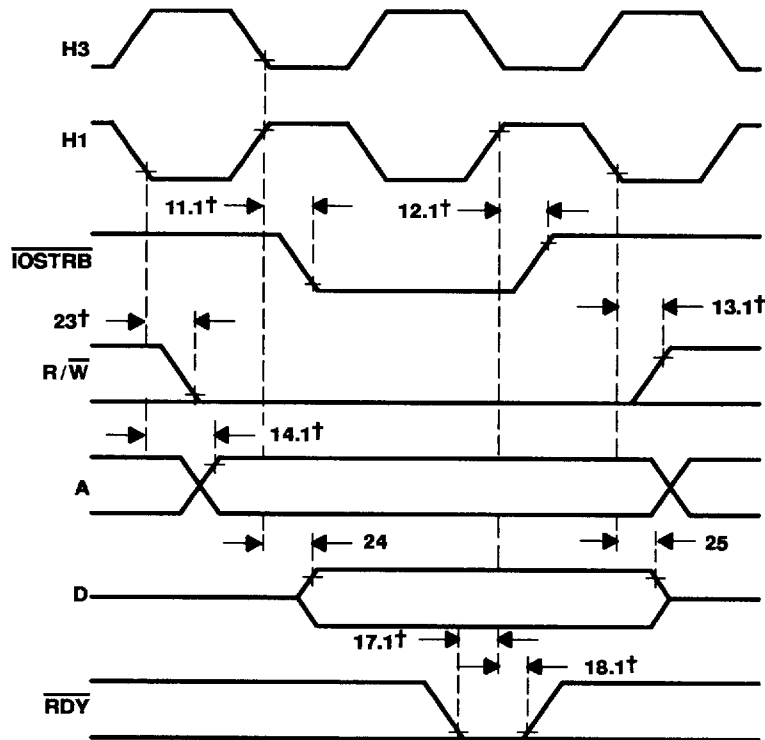 H3
H1
11.1†
12.1†
IOSTRB
23†
13.1†
R/W
14.1†
A
24
25
D
17.1†
18.1†
RDY